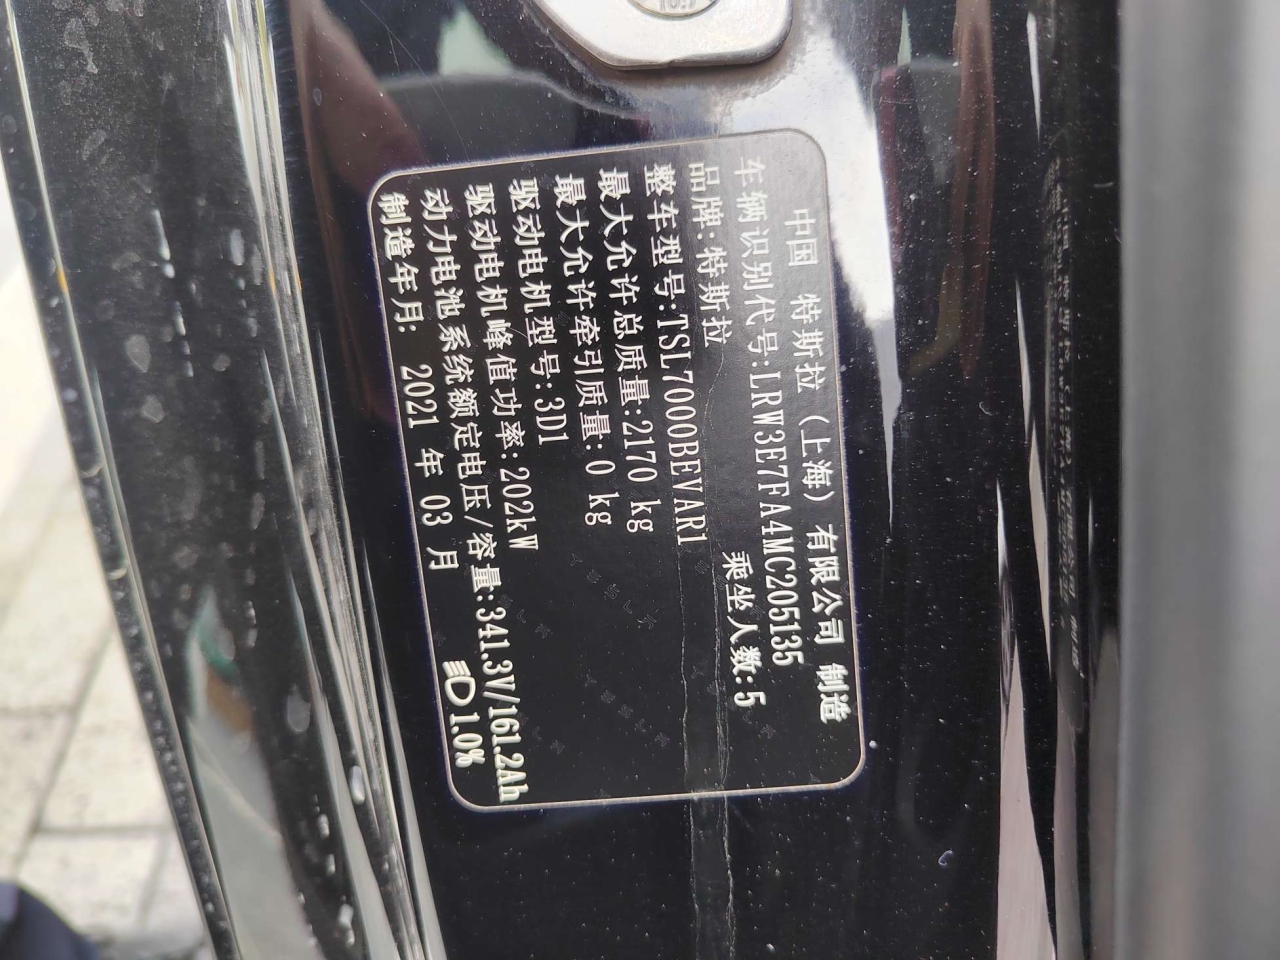 中国 特斯拉（上海）有限公司 制造
车辆识别代号:LRW3E7FA4MC205135
品牌:特斯拉 乘坐人数:5
整车型号:TSL7000BEVAR1
最大允许总质量:2170 kg
最大允许牵引质量:0 kg
驱动电机型号:3D1
驱动电机峰值功率:202kW
动力电池系统额定电压/容量:341.3V/161.2Ah
制造年月: 2021 年 03 月 1.0%